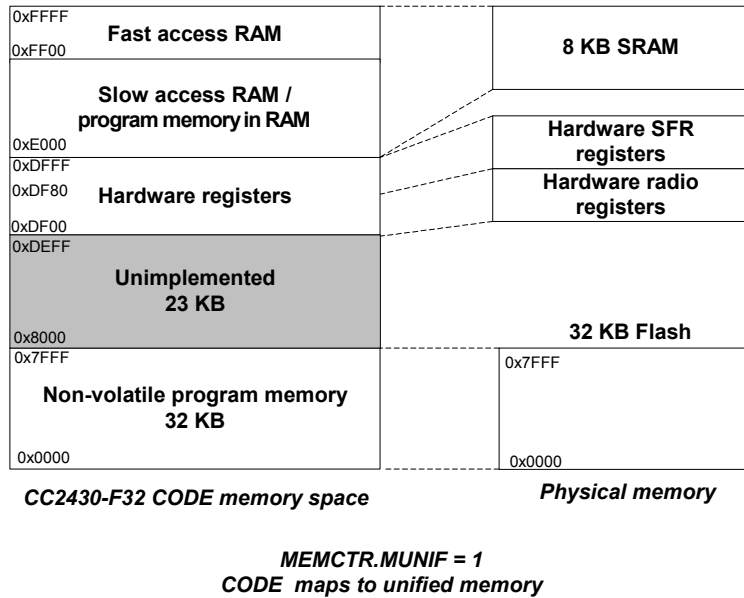 0xFFFF
Fast access RAM
0xFF00
Slow access RAM /
program memory in RAM
0xE000
0xDFFF
0xDF80
Hardware registers
0xDF00
0xDEFF
Unimplemented
23 KB
0x8000
0x7FFF
Non-volatile program memory
32 KB
0x0000
CC2430-F32 CODE memory space
8 KB SRAM
Hardware SFR
registers
Hardware radio
registers
32 KB Flash
0x7FFF
0x0000
Physical memory
MEMCTR.MUNIF = 1
CODE maps to unified memory